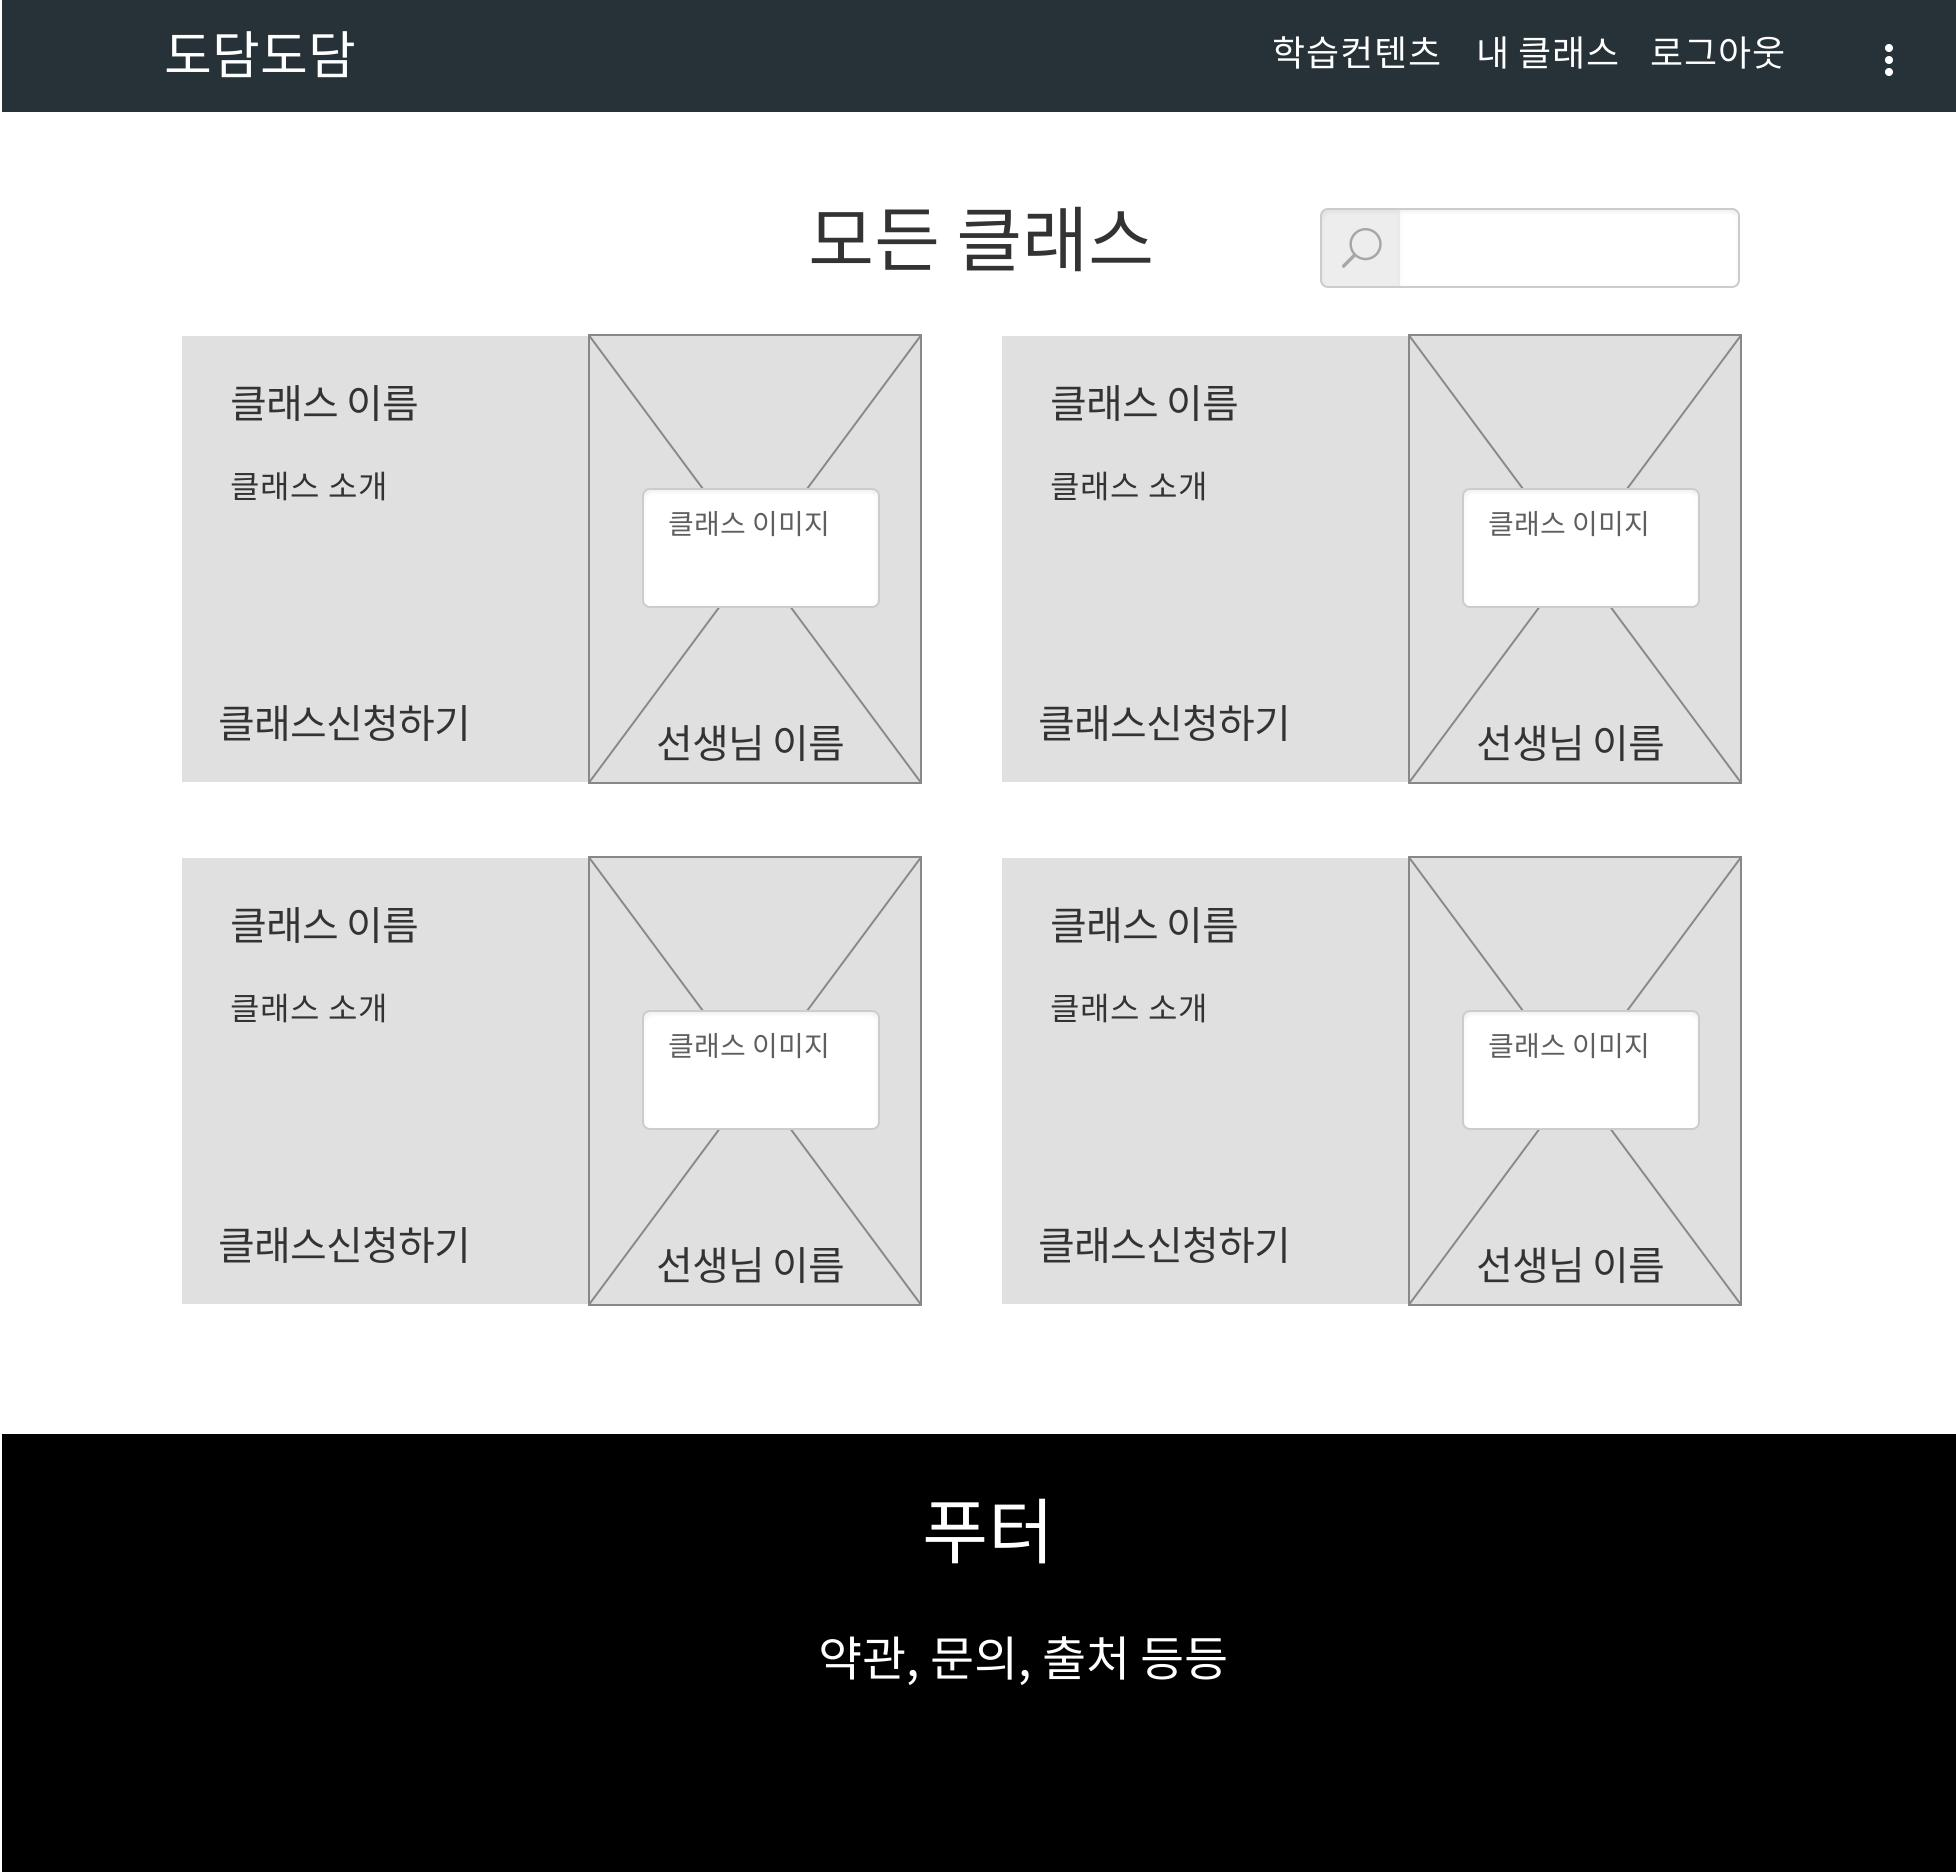 도담도담
학습컨텐츠 내 클래스 로그아웃
모든 클래스
클래스 이름
클래스 소개
클래스 이미지
클래스신청하기
선생님 이름
클래스 이름
클래스 소개
클래스 이미지
클래스신청하기
선생님 이름
클래스 이름
클래스 소개
클래스 이미지
클래스신청하기
선생님 이름
클래스 이름
클래스 소개
클래스 이미지
클래스신청하기
선생님 이름
푸터
약관, 문의, 출처 등등